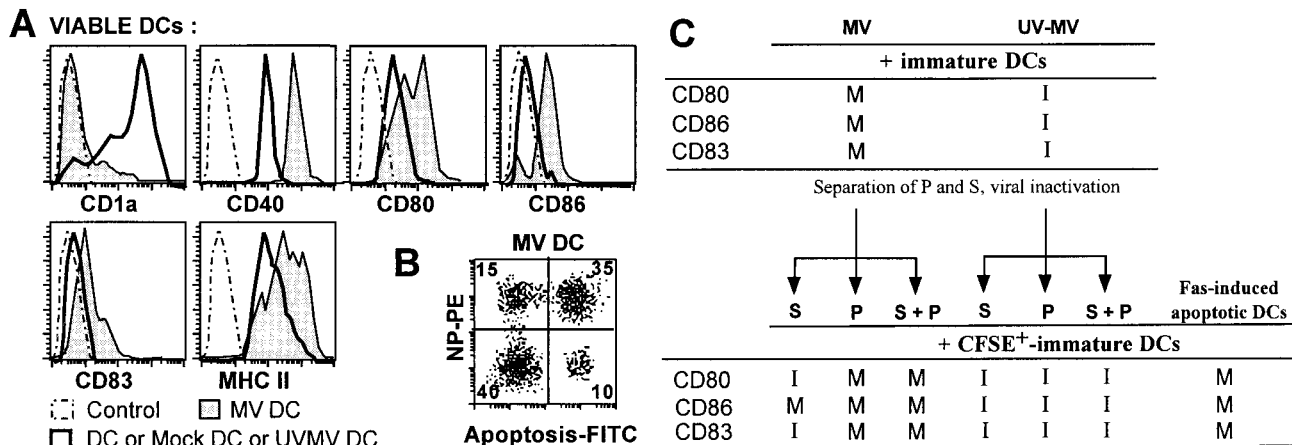 A VIABLE DCs :
CD1a CD40 CD80 CD86
CD83 MHC II
Control MV DC
DC or Mock DC or UVMV DC
B MV DC
15 35
NP-PE
40 10
Apoptosis-FITC
C MV UV-MV
+ immature DCs
CD80 M I
CD86 M I
CD83 M I
Separation of P and S, viral inactivation
Fas-induced
S P S + P S P S + P apoptotic DCs
+ CFSE+-immature DCs
CD80 I M M I I I M
CD86 M M M I I I M
CD83 I M M I I I M